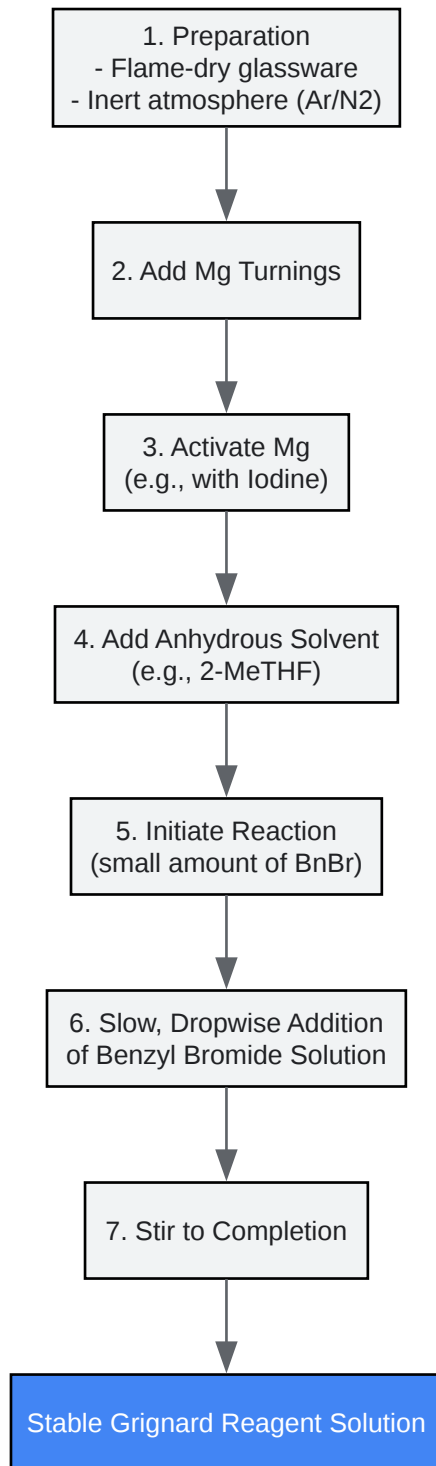 1. Preparation
- Flame-dry glassware
- Inert atmosphere (Ar/N2)
2. Add Mg Turnings
3. Activate Mg
(e.g., with Iodine)
4. Add Anhydrous Solvent
(e.g., 2-MeTHF)
5. Initiate Reaction
(small amount of BnBr)
6. Slow, Dropwise Addition
of Benzyl Bromide Solution
7. Stir to Completion
Stable Grignard Reagent Solution